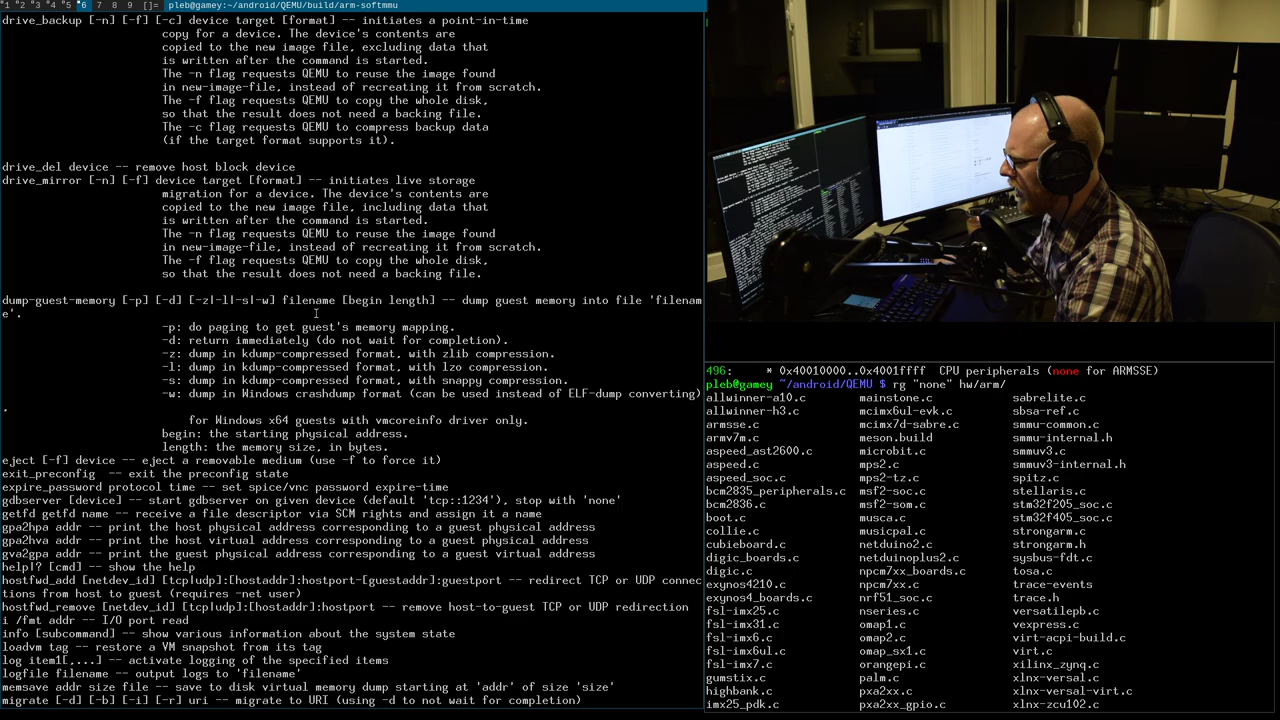 1 2 3 4 5 6 7 8 9 []= pleb@gamey:~/android/QEMU/build/arm-softmmu
drive_backup [-n] [-f] [-c] device target [format] -- initiates a point-in-time
copy for a device. The device's contents are
copied to the new image file, excluding data that
is written after the command is started.
The -n flag requests QEMU to reuse the image found
in new-image-file, instead of recreating it from scratch.
The -f flag requests QEMU to copy the whole disk,
so that the result does not need a backing file.
The -c flag requests QEMU to compress backup data
(if the target format supports it).
drive_del device -- remove host block device
drive_mirror [-n] [-f] device target [format] -- initiates live storage
migration for a device. The device's contents are
copied to the new image file, including data that
is written after the command is started.
The -n flag requests QEMU to reuse the image found
in new-image-file, instead of recreating it from scratch.
The -f flag requests QEMU to copy the whole disk,
so that the result does not need a backing file.
dump-guest-memory [-p] [-d] [-z|-l|-s|-w] filename [begin length] -- dump guest memory into file 'filenam
e'.
-p: do paging to get guest's memory mapping.
-d: return immediately (do not wait for completion).
-z: dump in kdump-compressed format, with zlib compression.
-l: dump in kdump-compressed format, with lzo compression.
-s: dump in kdump-compressed format, with snappy compression.
-w: dump in Windows crashdump format (can be used instead of ELF-dump converting)
,
for Windows x64 guests with vmcoreinfo driver only.
begin: the starting physical address.
length: the memory size, in bytes.
eject [-f] device -- eject a removable medium (use -f to force it)
exit_preconfig  -- exit the preconfig state
expire_password protocol time -- set spice/vnc password expire-time
gdbserver [device] -- start gdbserver on given device (default 'tcp::1234'), stop with 'none'
getfd getfd name -- receive a file descriptor via SCM rights and assign it a name
gpa2hpa addr -- print the host physical address corresponding to a guest physical address
gpa2hva addr -- print the host virtual address corresponding to a guest physical address
gva2gpa addr -- print the guest physical address corresponding to a guest virtual address
help|? [cmd] -- show the help
hostfwd_add [netdev_id] [tcp|udp]:[hostaddr]:hostport-[guestaddr]:guestport -- redirect TCP or UDP connec
tions from host to guest (requires -net user)
hostfwd_remove [netdev_id] [tcp|udp]:[hostaddr]:hostport -- remove host-to-guest TCP or UDP redirection
i /fmt addr -- I/O port read
info [subcommand] -- show various information about the system state
loadvm tag -- restore a VM snapshot from its tag
log item1[,...] -- activate logging of the specified items
logfile filename -- output logs to 'filename'
memsave addr size file -- save to disk virtual memory dump starting at 'addr' of size 'size'
migrate [-d] [-b] [-i] [-r] uri -- migrate to URI (using -d to not wait for completion)
496:    * 0x40010000..0x4001ffff  CPU peripherals (none for ARMSSE)
pleb@gamey ~/android/QEMU $ rg "none" hw/arm/
allwinner-a10.c mainstone.c sabrelite.c
allwinner-h3.c mcimx6ul-evk.c sbsa-ref.c
armsse.c mcimx7d-sabre.c smmu-common.c
armv7m.c meson.build smmu-internal.h
aspeed_ast2600.c microbit.c smmuv3.c
aspeed.c mps2.c smmuv3-internal.h
aspeed_soc.c mps2-tz.c spitz.c
bcm2835_peripherals.c msf2-soc.c stellaris.c
bcm2836.c msf2-som.c stm32f205_soc.c
boot.c musca.c stm32f405_soc.c
collie.c musicpal.c strongarm.c
cubieboard.c netduino2.c strongarm.h
digic_boards.c netduinoplus2.c sysbus-fdt.c
digic.c npcm7xx_boards.c tosa.c
exynos4210.c npcm7xx.c trace-events
exynos4_boards.c nrf51_soc.c trace.h
fsl-imx25.c nseries.c versatilepb.c
fsl-imx31.c omap1.c vexpress.c
fsl-imx6.c omap2.c virt-acpi-build.c
fsl-imx6ul.c omap_sx1.c virt.c
fsl-imx7.c orangepi.c xilinx_zynq.c
gumstix.c palm.c xlnx-versal.c
highbank.c pxa2xx.c xlnx-versal-virt.c
imx25_pdk.c pxa2xx_gpio.c xlnx-zcu102.c